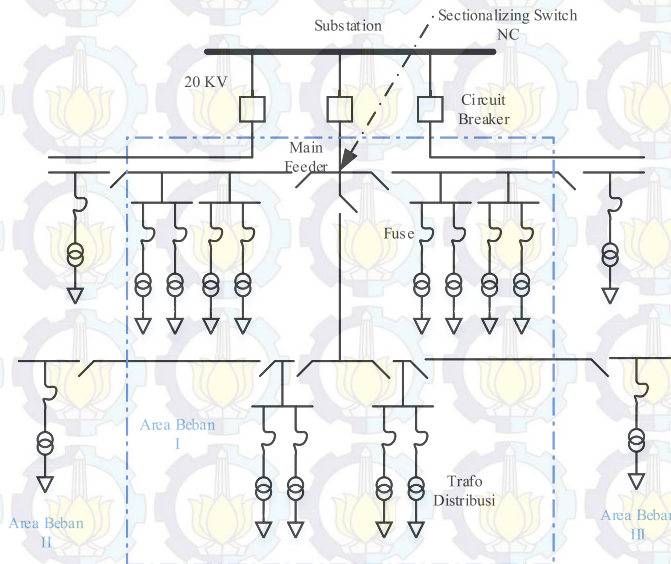 Substation
Sectionalizing Switch
NC
20 KV
Circuit
Breaker
Main
Feeder
Fuse
Area Beban
I
Trafo
Distribusi
Area Beban
II
Area Beban
III